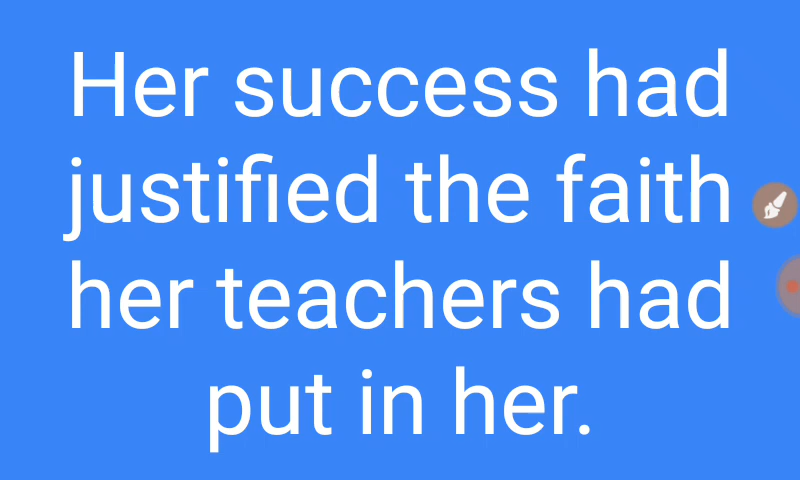 Her success had
justified the faith
her teachers had
put in her.